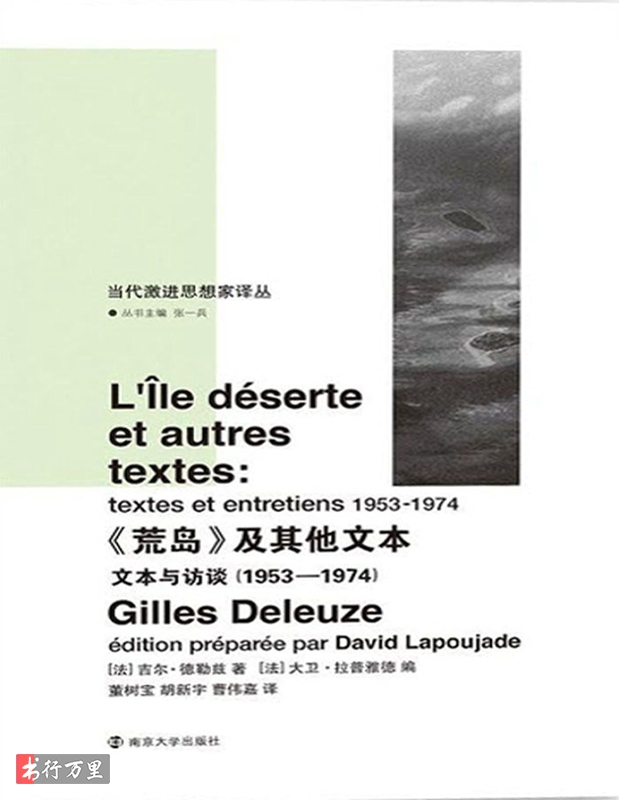 当代激进思想家译丛
● 丛书主编 张一兵
L'Île déserte
et autres
textes:
textes et entretiens 1953-1974
《荒岛》及其他文本
文本与访谈(1953—1974)
Gilles Deleuze
édition préparée par David Lapoujade
[法]吉尔·德勒兹 著 [法]大卫·拉普雅德 编
董树宝 胡新宇 曹伟嘉 译
南京大学出版社
书行万里